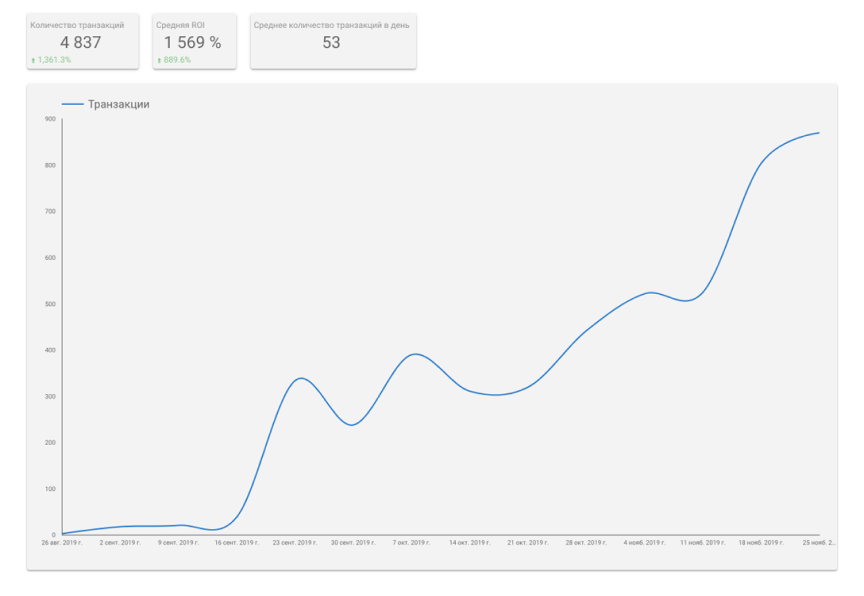 Количество транзакций
4 837
1,361.3%
Средняя ROI
1 569 %
889.6%
Среднее количество транзакций в день
53
Транзакции
900
800
700
600
500
400
300
200
100
0
26 авг. 2019 г.
2 сент. 2019 г.
9 сент. 2019 г.
16 сент. 2019 г.
23 сент. 2019 г.
30 сент. 2019 г.
7 окт. 2019 г.
14 окт. 2019 г.
21 окт. 2019 г.
28 окт. 2019 г.
4 нояб. 2019 г.
11 нояб. 2019 г.
18 нояб. 2019 г.
25 нояб. 2...